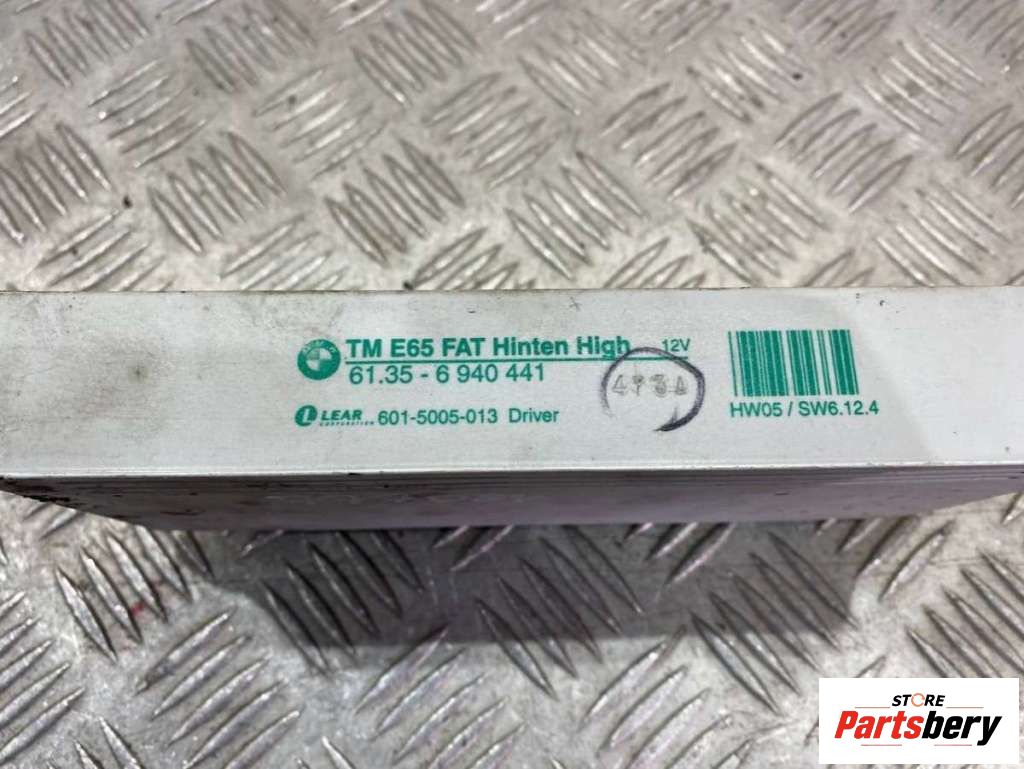 TM E65 FAT Hinten High 12V
61.35 - 6 940 441
LEAR CORPORATION 601-5005-013 Driver
HW05 / SW6.12.4
STORE
Partsbery